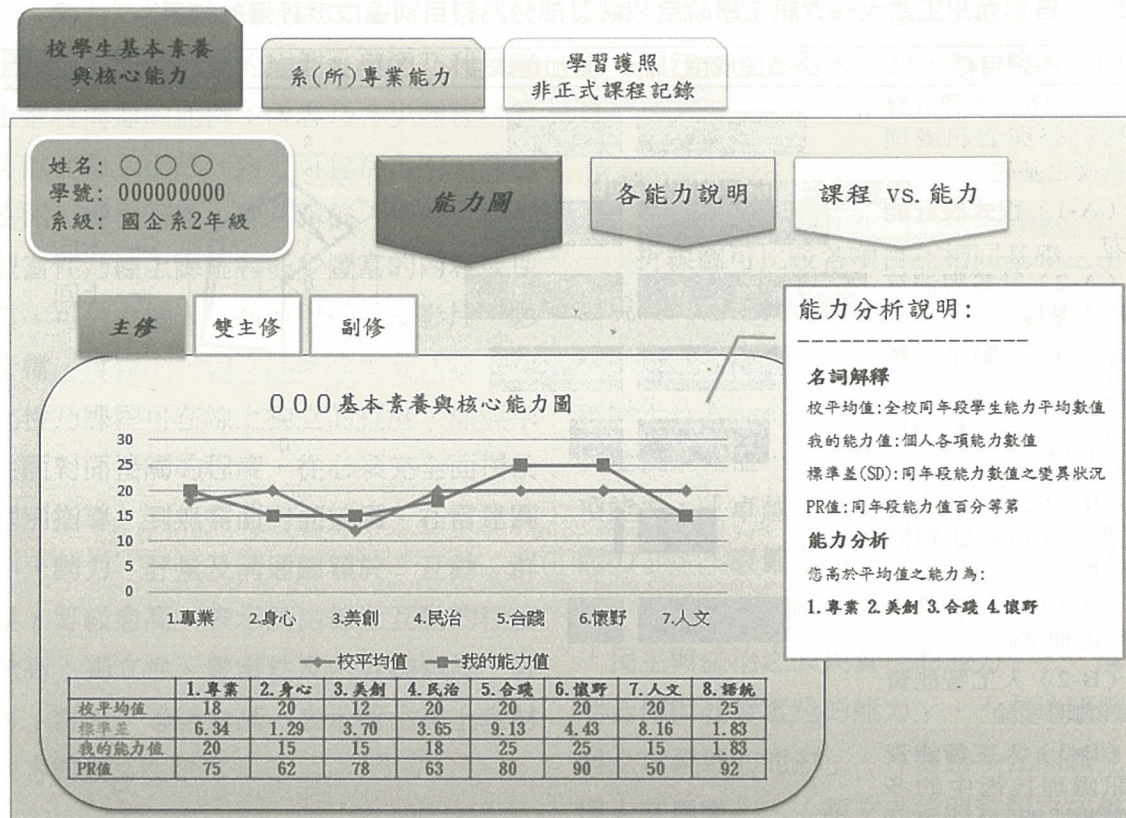 校學生基本素養
與核心能力
系(所)專業能力
學習護照
非正式課程記錄
姓名: ○ ○ ○
學號: 000000000
系級: 國企系2年級
能力圖
各能力說明
課程 VS. 能力
主修
雙主修
副修
能力分析說明:
名詞解釋
校平均值:全校同年段學生能力平均數值
我的能力值:個人各項能力數值
標準差(SD):同年段能力數值之變異狀況
PR值:同年段能力值百分等第
能力分析
您高於平均值之能力為:
1.專業 2.美創 3.合踐 4.懷野
000基本素養與核心能力圖
30
25
20
15
10
5
0
1.專業 2.身心 3.美創 4.民治 5.合踐 6.懷野 7.人文
校平均值 我的能力值
1.專業 2.身心 3.美創 4.民治 5.合踐 6.懷野 7.人文 8.語統
校平均值 18 20 12 20 20 20 20 25
標準差 6.34 1.29 3.70 3.65 9.13 4.43 8.16 1.83
我的能力值 20 15 15 18 25 25 15 1.83
PR值 75 62 78 63 80 90 50 92